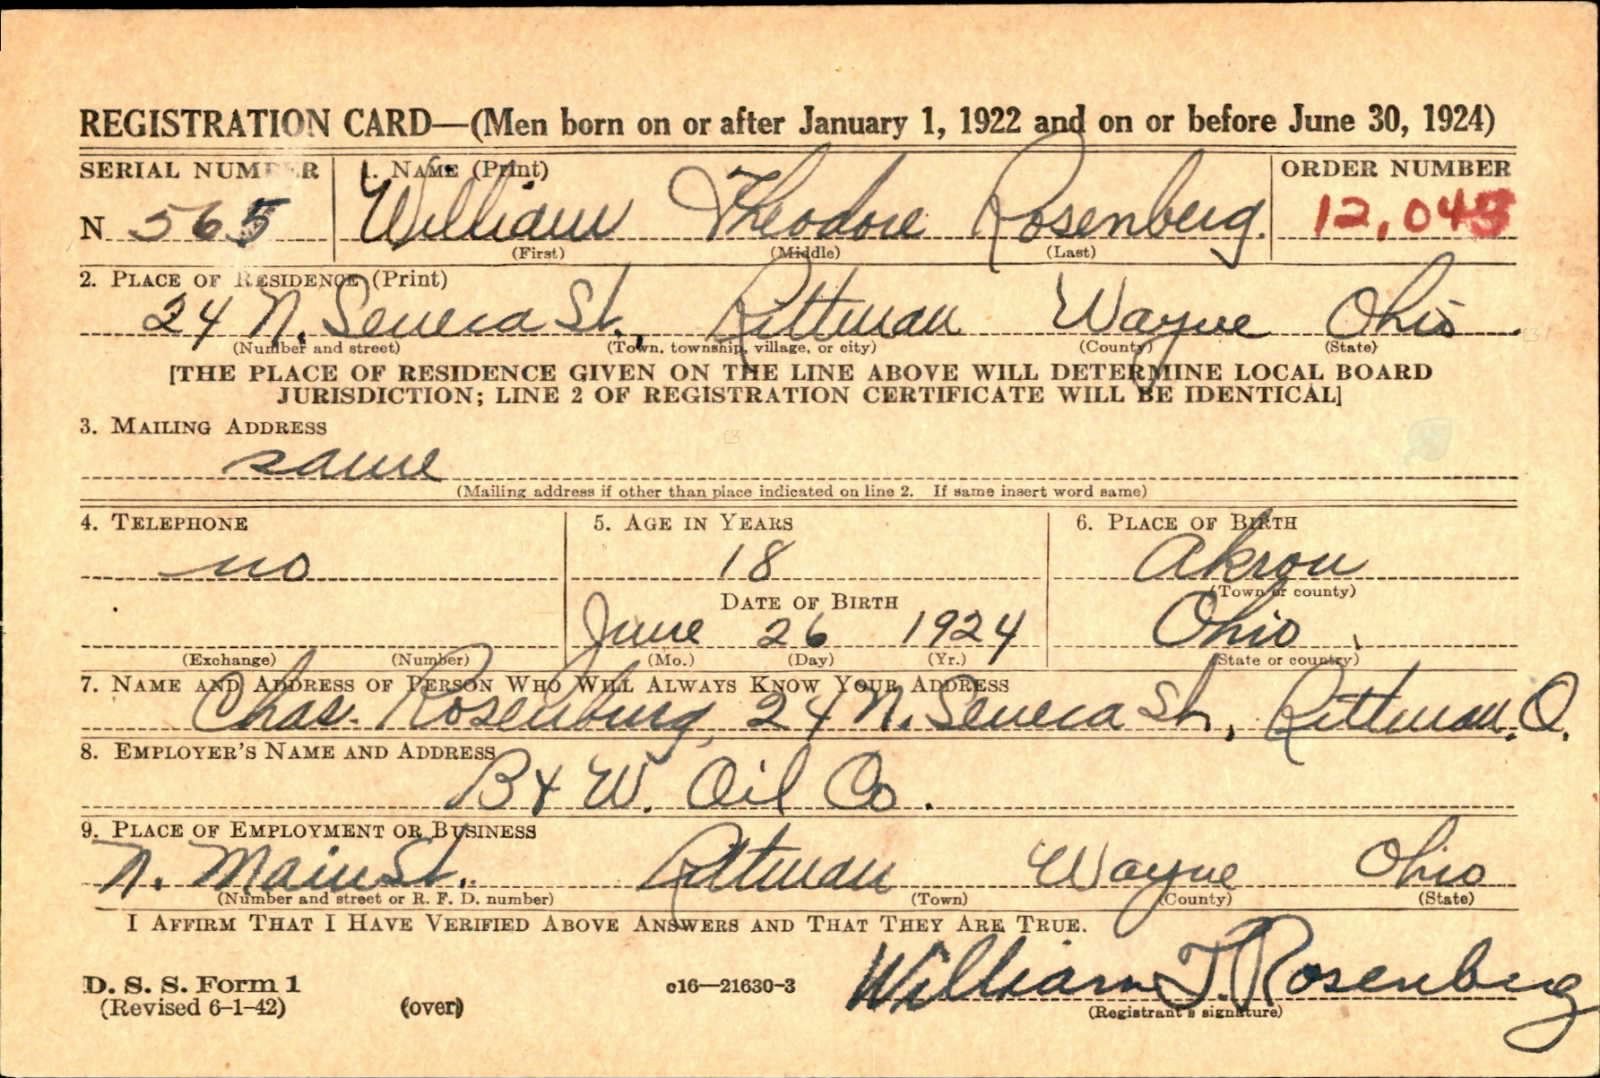 REGISTRATION CARD—(Men born on or after January 1, 1922 and on or before June 30, 1924)
SERIAL NUMBER 1. NAME (Print) ORDER NUMBER
N 565 William Theodore Rosenberg. 12,043
(First) (Middle) (Last)
2. PLACE OF RESIDENCE (Print)
24 N. Seneca St., Rittman Wayne Ohio.
(Number and street) (Town, township, village, or city) (County) (State)
[THE PLACE OF RESIDENCE GIVEN ON THE LINE ABOVE WILL DETERMINE LOCAL BOARD
JURISDICTION; LINE 2 OF REGISTRATION CERTIFICATE WILL BE IDENTICAL]
3. MAILING ADDRESS
same
(Mailing address if other than place indicated on line 2. If same insert word same)
4. TELEPHONE 5. AGE IN YEARS 6. PLACE OF BIRTH
no 18 Akron
DATE OF BIRTH (Town or county)
June 26 1924 Ohio
(Exchange) (Number) (Mo.) (Day) (Yr.) (State or country)
7. NAME AND ADDRESS OF PERSON WHO WILL ALWAYS KNOW YOUR ADDRESS
Chas. Rosenburg, 24 N. Seneca St., Rittman, O.
8. EMPLOYER'S NAME AND ADDRESS
B & W. Oil Co.
9. PLACE OF EMPLOYMENT OR BUSINESS
N. Main St. Rittman Wayne Ohio
(Number and street or R. F. D. number) (Town) (County) (State)
I AFFIRM THAT I HAVE VERIFIED ABOVE ANSWERS AND THAT THEY ARE TRUE.
D. S. S. Form 1
(Revised 6-1-42) (over) c16—21630-3 William T. Rosenberg
(Registrant's signature)